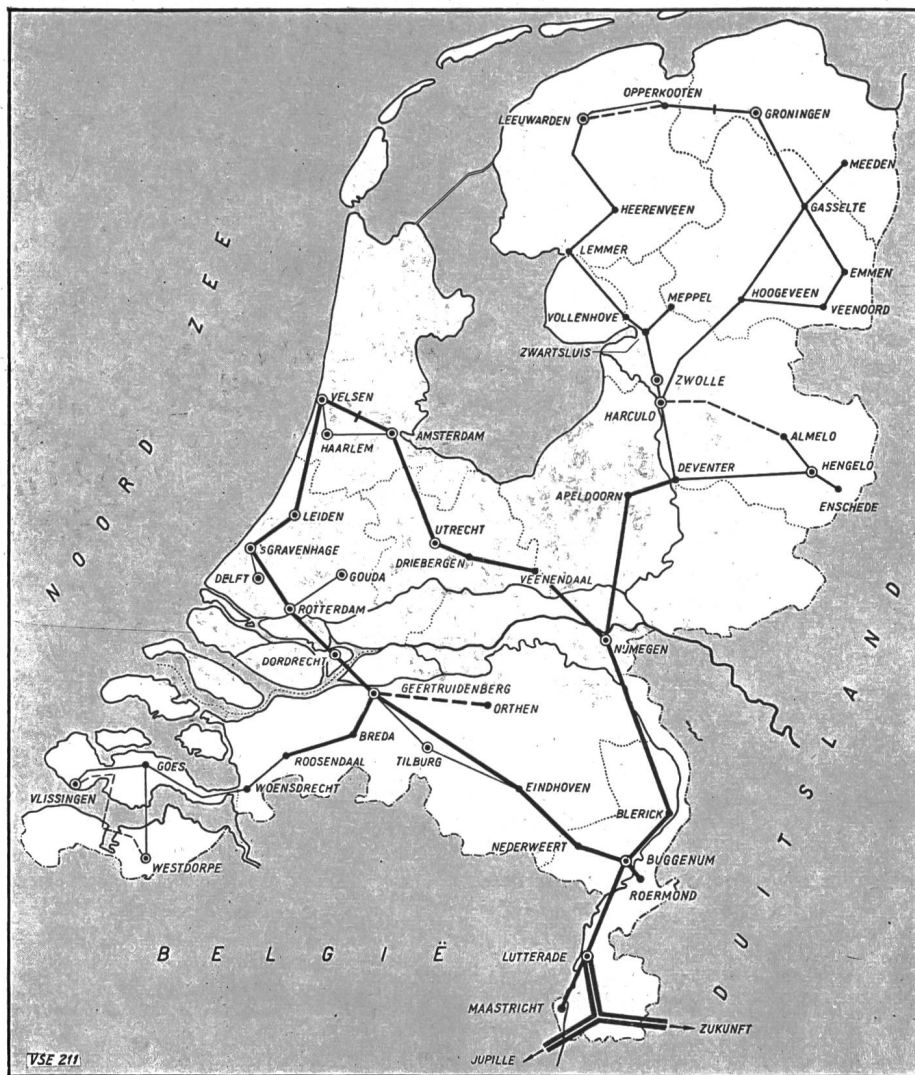 OPPERKOOTEN
LEEUWARDEN
GRONINGEN
MEEDEN
HEERENVEEN
GASSELTE
LEMMER
EMMEN
MEPPEL
HOOGEVEEN
VEENOORD
VOLLENHOVE
ZWARTSLUIS
ZWOLLE
VELSEN
HARCULO
HAARLEM
AMSTERDAM
ALMELO
HENGELO
DEVENTER
APELDOORN
ENSCHEDE
LEIDEN
UTRECHT
'sGRAVENHAGE
DRIEBERGEN
GOUDA
DELFT
VEENENDAAL
ROTTERDAM
NIJMEGEN
DORDRECHT
GEERTRUIDENBERG
ORTHEN
BREDA
ROOSENDAAL
TILBURG
GOES
WOENSDRECHT
EINDHOVEN
VLISSINGEN
BLERICK
NEDERWEERT
BUGGENUM
WESTDORPE
ROERMOND
LUTTERADE
MAASTRICHT
ZUKUNFT
JUPILLE
NOORD ZEE
BELGIË
DUITSLAND
VSE 211